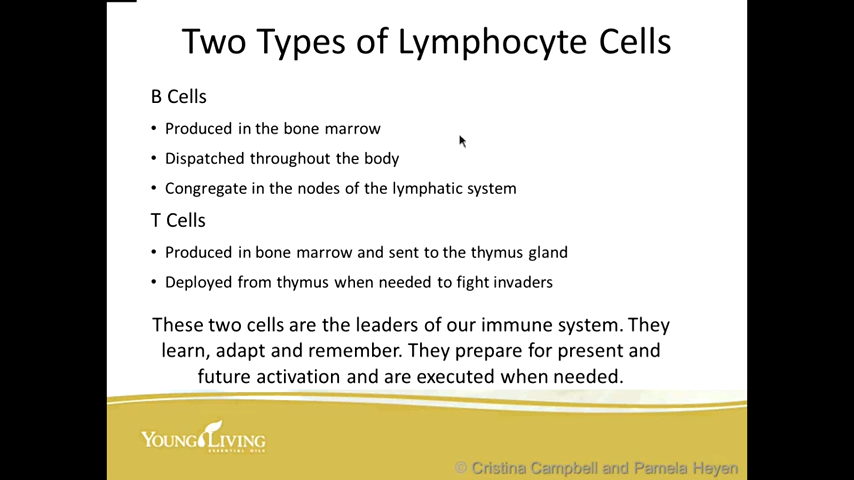 Two Types of Lymphocyte Cells
B Cells
• Produced in the bone marrow
• Dispatched throughout the body
• Congregate in the nodes of the lymphatic system
T Cells
• Produced in bone marrow and sent to the thymus gland
• Deployed from thymus when needed to fight invaders
These two cells are the leaders of our immune system. They
learn, adapt and remember. They prepare for present and
future activation and are executed when needed.
YOUNG LIVING
ESSENTIAL OILS
© Cristina Campbell and Pamela Heyen